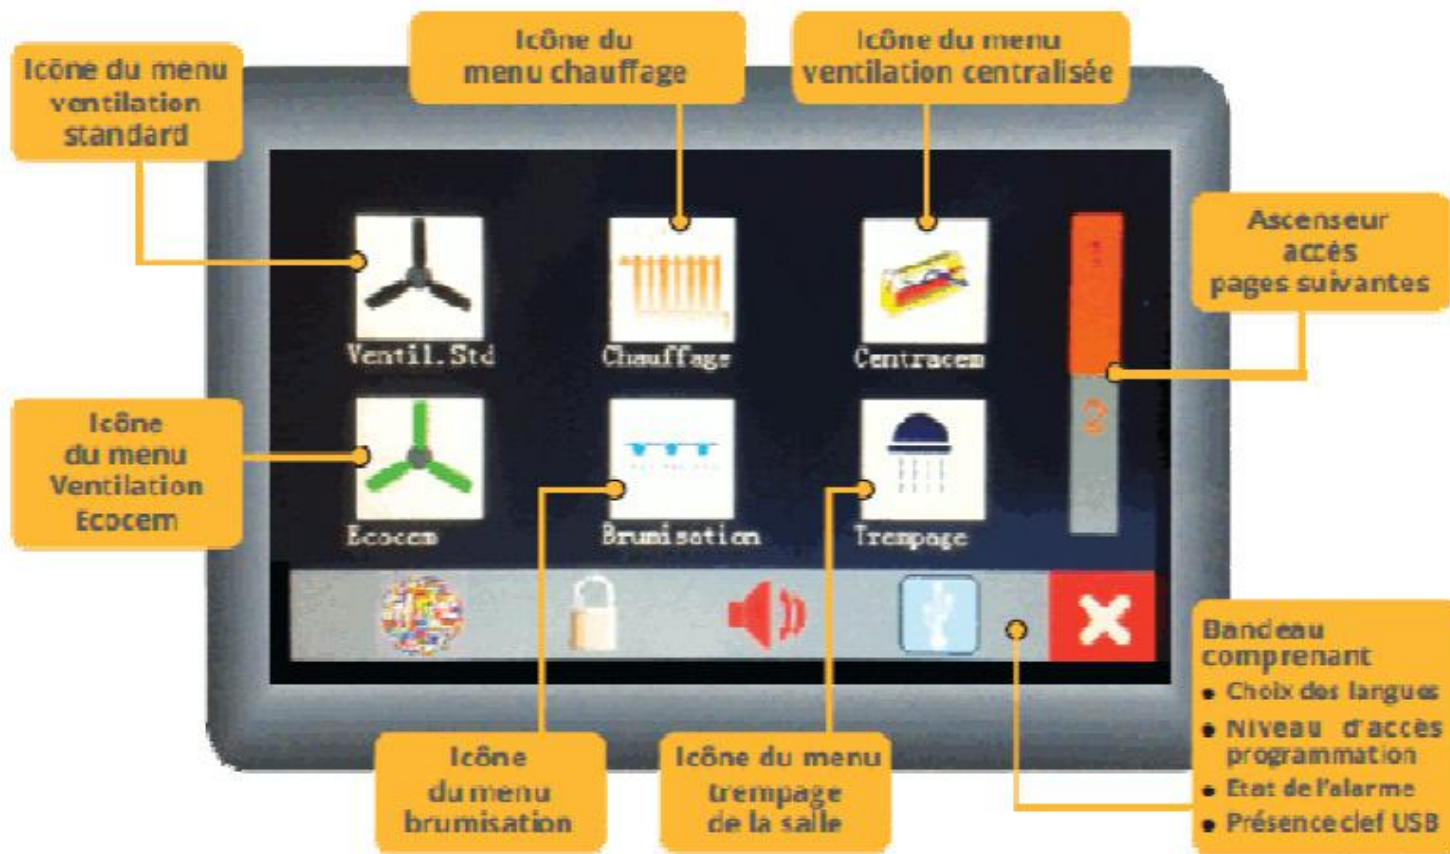 Icône du menu
ventilation
standard
Icône du
menu chauffage
Icône du menu
ventilation centralisée
Ascenseur
accès
pages suivantes
1
Ventil.Std
Chauffage
Centracem
2
Icône
du menu
Ventilation
Ecocem
Ecocem
Brumisation
Trempage
Icône
du menu
brumisation
Icône du menu
trempage
de la salle
Bandeau
comprenant
• Choix des langues
• Niveau d'accès
programmation
• Etat de l'alarme
• Présence clef USB